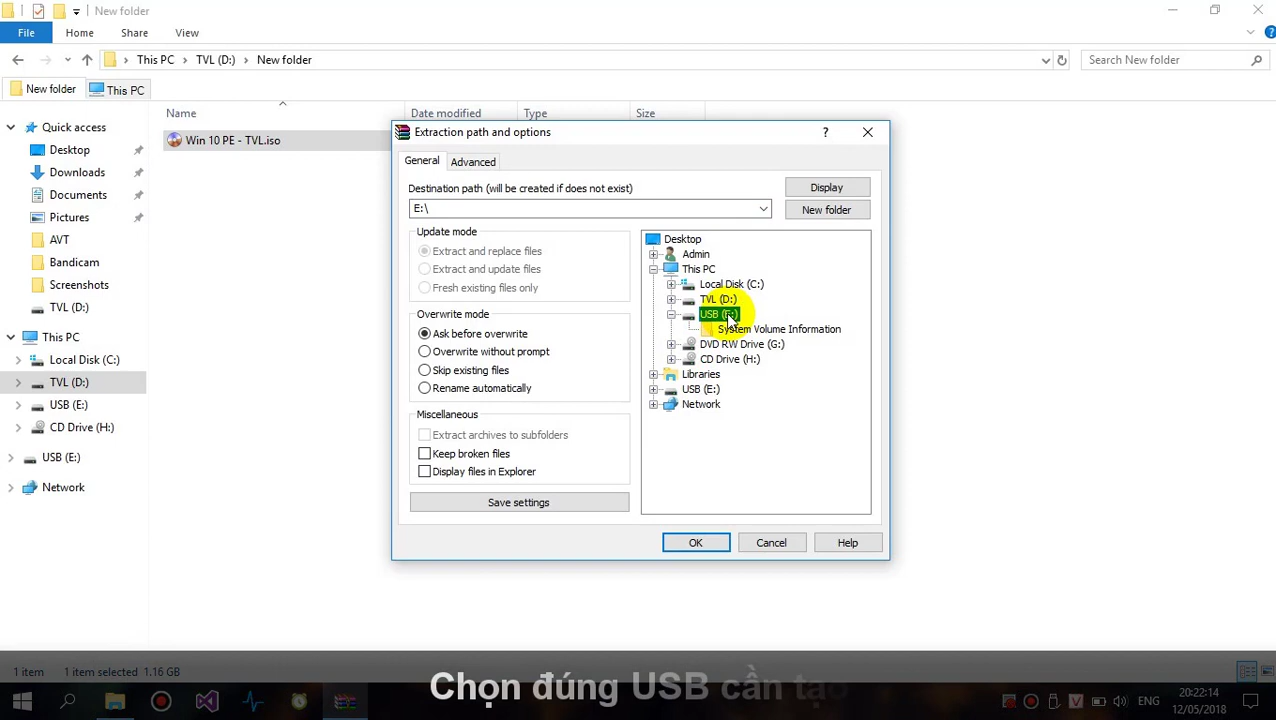 New folder
File
Home
Share
View
This PC
TVL (D:)
New folder
Search New folder
New folder
This PC
Name
Date modified
Type
Size
Quick access
Desktop
Downloads
Documents
Pictures
AVT
Bandicam
Screenshots
TVL (D:)
This PC
Local Disk (C:)
TVL (D:)
USB (E:)
CD Drive (H:)
USB (E:)
Network
Win 10 PE - TVL.iso
Extraction path and options
?
General
Advanced
Destination path (will be created if does not exist)
Display
E:\
New folder
Update mode
Extract and replace files
Extract and update files
Fresh existing files only
Overwrite mode
Ask before overwrite
Overwrite without prompt
Skip existing files
Rename automatically
Miscellaneous
Extract archives to subfolders
Keep broken files
Display files in Explorer
Save settings
Desktop
Admin
This PC
Local Disk (C:)
TVL (D:)
USB (E:)
System Volume Information
DVD RW Drive (G:)
CD Drive (H:)
Libraries
USB (E:)
Network
OK
Cancel
Help
1 item
1 item selected 1.16 GB
Chọn đúng USB cần tạo
ENG
20:22:14
12/05/2018